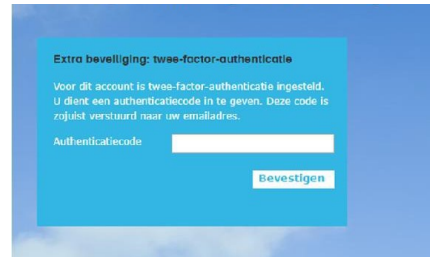 Extra beveiliging: twee-factor-authenticatie
Voor dit account is twee-factor-authenticatie ingesteld.
U dient een authenticatiecode in te geven. Deze code is
zojuist verstuurd naar uw emailadres.
Authenticatiecode
Bevestigen